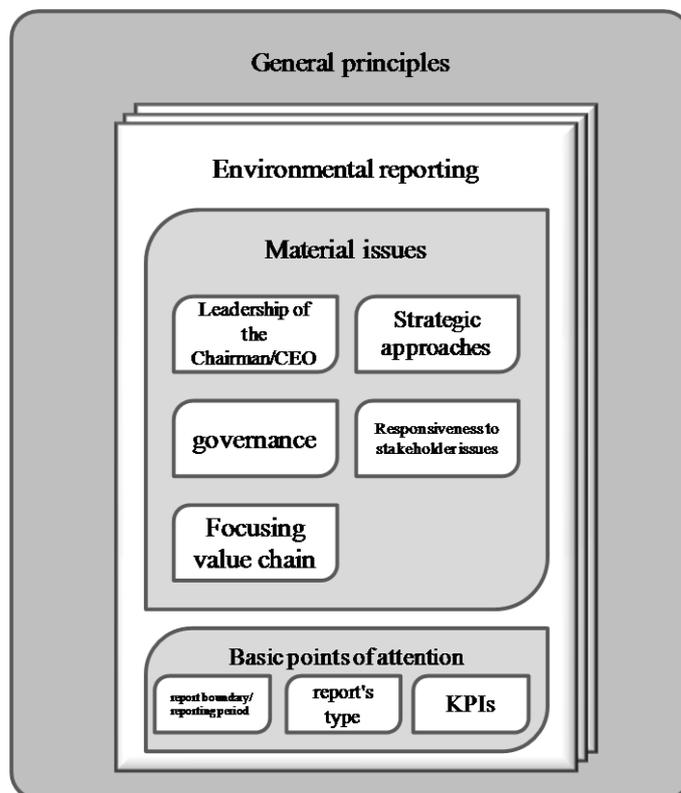 General principles
Environmental reporting
Material issues
Leadership of
the
Chairman/CEO
Strategic
approaches
governance
Responsiveness to
stakeholder issues
Focusing
value chain
Basic points of attention
report boundary/
reporting period
report's
type
KPIs